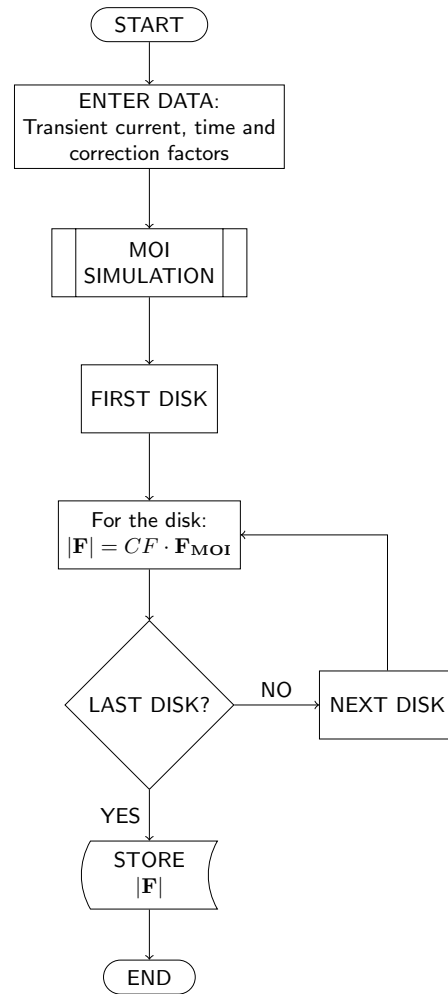 START
ENTER DATA:
Transient current, time and
correction factors
MOI
SIMULATION
FIRST DISK
For the disk:
|F| = CF · F_MOI
LAST DISK?
NO
NEXT DISK
YES
STORE
|F|
END